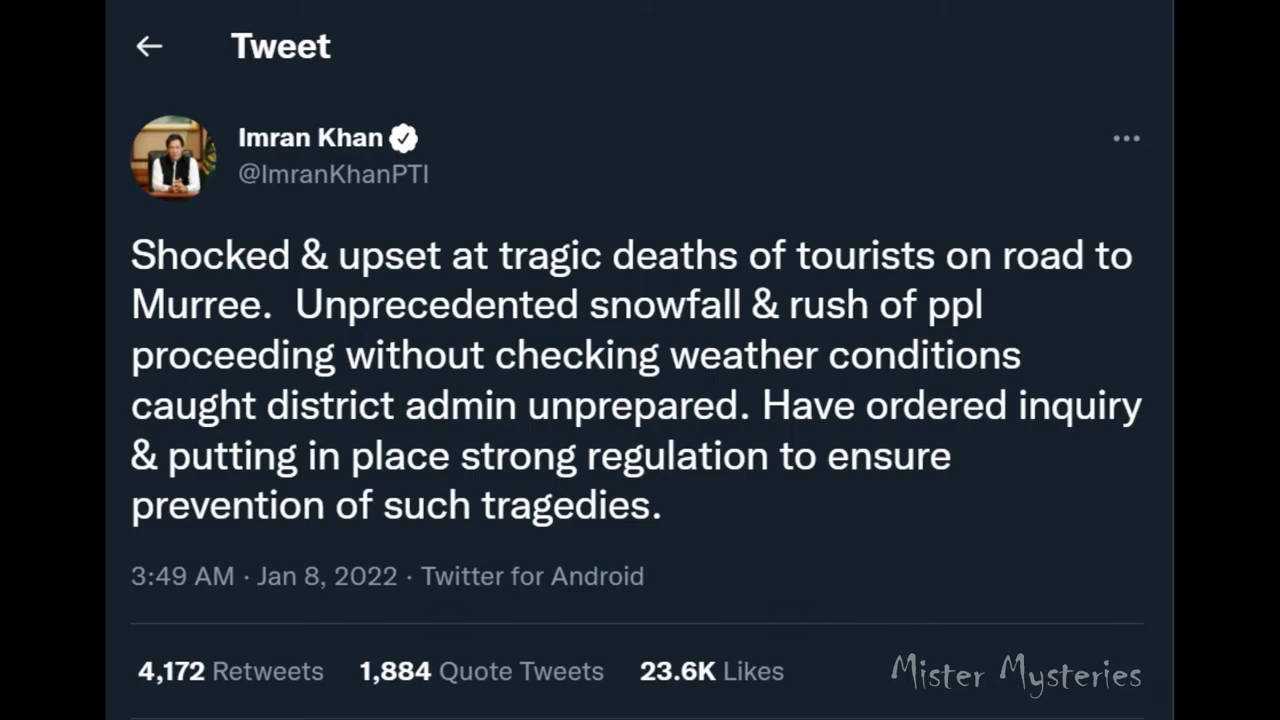 Tweet
Imran Khan
@ImranKhanPTI
Shocked & upset at tragic deaths of tourists on road to
Murree.  Unprecedented snowfall & rush of ppl
proceeding without checking weather conditions
caught district admin unprepared. Have ordered inquiry
& putting in place strong regulation to ensure
prevention of such tragedies.
3:49 AM · Jan 8, 2022 · Twitter for Android
4,172 Retweets 1,884 Quote Tweets 23.6K Likes
Mister Mysteries